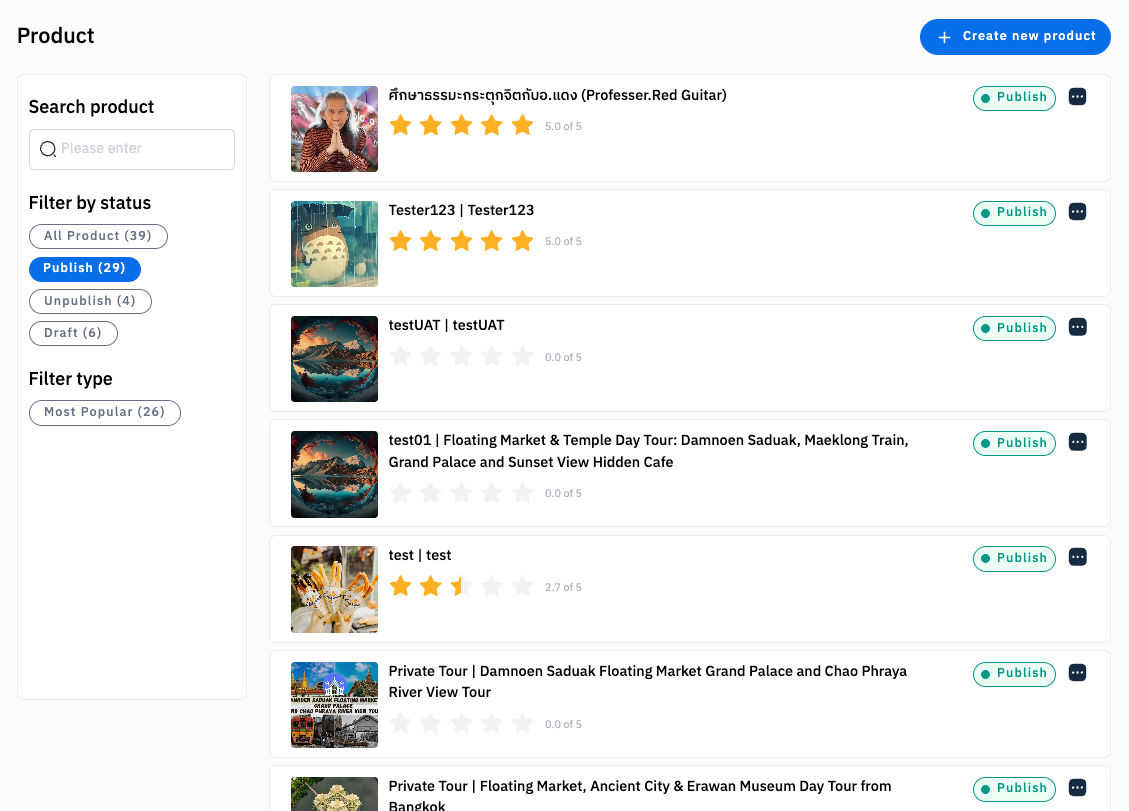 Product
Create new product
Search product
Please enter
Filter by status
All Product (39)
Publish (29)
Unpublish (4)
Draft (6)
Filter type
Most Popular (26)
ศึกษาธรรมะกระตุกจิตกับอ.แดง (Professer.Red Guitar)
5.0 of 5
Publish
Tester123 | Tester123
5.0 of 5
Publish
testUAT | testUAT
0.0 of 5
Publish
test01 | Floating Market & Temple Day Tour: Damnoen Saduak, Maeklong Train,
Grand Palace and Sunset View Hidden Cafe
0.0 of 5
Publish
test | test
2.7 of 5
Publish
Private Tour | Damnoen Saduak Floating Market Grand Palace and Chao Phraya
River View Tour
0.0 of 5
Publish
GRAND PALACE
Private Tour | Floating Market, Ancient City & Erawan Museum Day Tour from
Bangkok
Publish